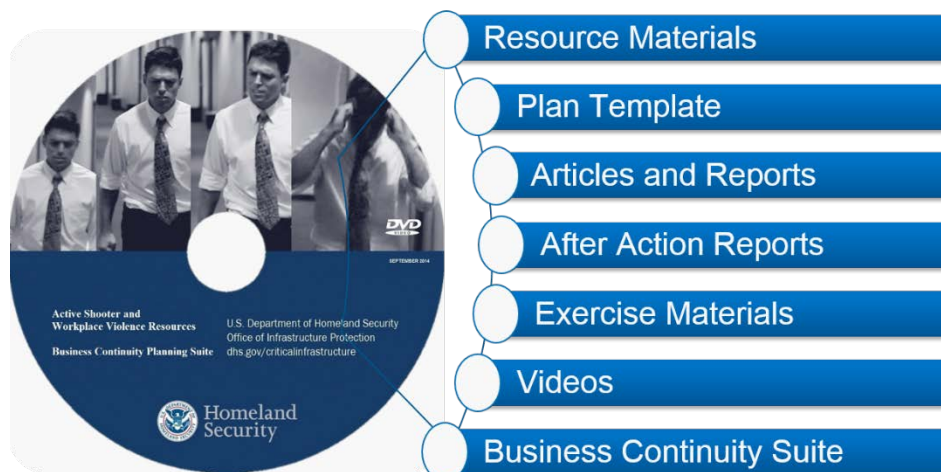 Resource Materials
Plan Template
Articles and Reports
After Action Reports
Exercise Materials
Videos
Business Continuity Suite
DVD
VIDEO
SEPTEMBER 2014
Active Shooter and
Workplace Violence Resources
Business Continuity Planning Suite
U.S. Department of Homeland Security
Office of Infrastructure Protection
dhs.gov/criticalinfrastructure
Homeland
Security